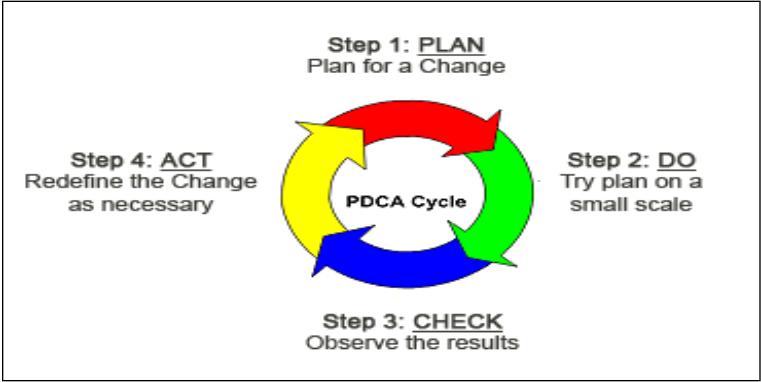 Step 1: PLAN
Plan for a Change
Step 2: DO
Try plan on a
small scale
Step 3: CHECK
Observe the results
Step 4: ACT
Redefine the Change
as necessary
PDCA Cycle